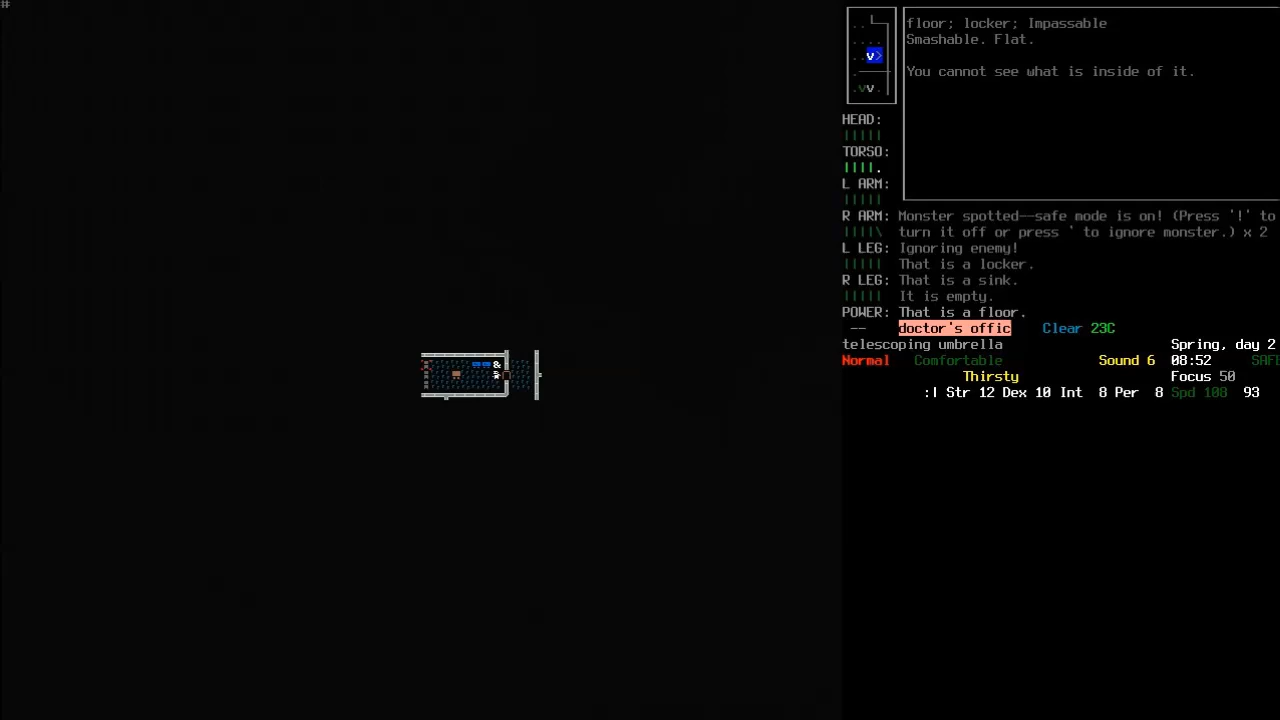 floor; locker; Impassable
Smashable. Flat.
You cannot see what is inside of it.
HEAD:
TORSO:
L ARM:
R ARM: Monster spotted--safe mode is on! (Press '!' to
turn it off or press ' to ignore monster.) x 2
L LEG: Ignoring enemy!
That is a locker.
R LEG: That is a sink.
It is empty.
POWER: That is a floor.
-- doctor's offic Clear 23C
telescoping umbrella Spring, day 2
Normal Comfortable Sound 6 08:52 SAFE
Thirsty Focus 50
:| Str 12 Dex 10 Int 8 Per 8 Spd 108 93